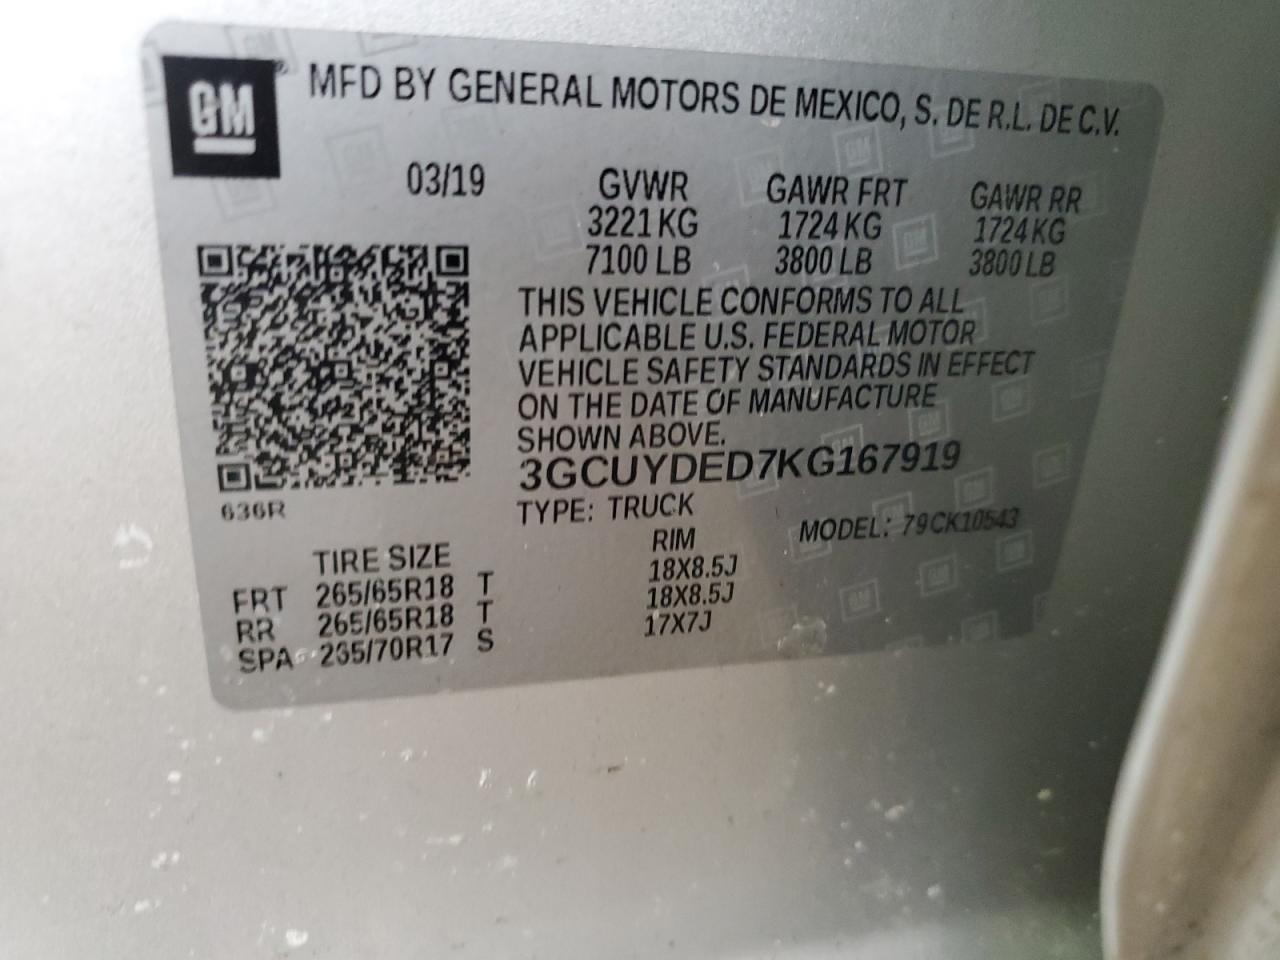 GM
MFD BY GENERAL MOTORS DE MEXICO, S. DE R.L. DE C.V.
03/19 GVWR GAWR FRT GAWR RR
3221 KG 1724 KG 1724 KG
7100 LB 3800 LB 3800 LB
THIS VEHICLE CONFORMS TO ALL
APPLICABLE U.S. FEDERAL MOTOR
VEHICLE SAFETY STANDARDS IN EFFECT
ON THE DATE OF MANUFACTURE
SHOWN ABOVE.
3GCUYDED7KG167919
636R
TYPE: TRUCK MODEL: 79CK10543
TIRE SIZE RIM
FRT 265/65R18 T 18X8.5J
RR 265/65R18 T 18X8.5J
SPA 235/70R17 S 17X7J